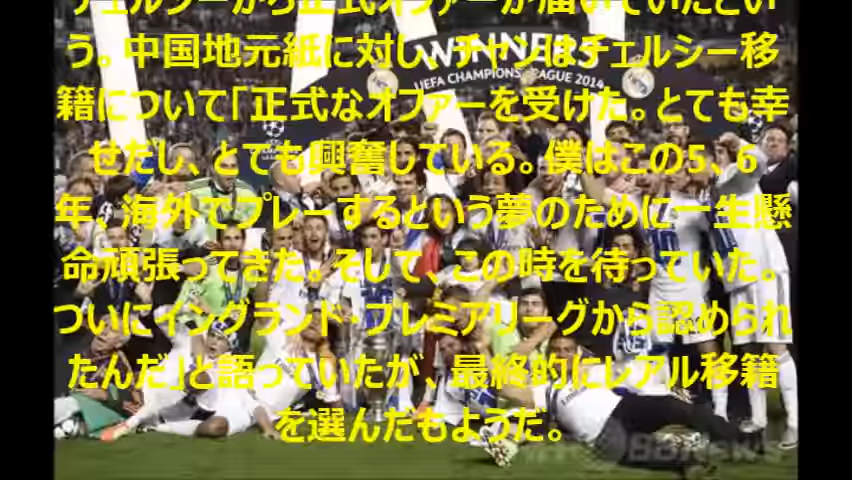 チェルシーから正式オファーが届いていたとい
う。中国地元紙に対し、チャンはチェルシー移
籍について「正式なオファーを受けた。とても幸
せだし、とても興奮している。僕はこの5、6
年、海外でプレーするという夢のために一生懸
命頑張ってきた。そして、この時を待っていた。
ついにイングランド・プレミアリーグから認められ
たんだ」と語っていたが、最終的にレアル移籍
を選んだもようだ。
WINNERS
UEFA CHAMPIONS LEAGUE 2014
BBNews